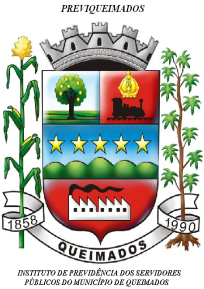 PREVIQUEIMADOS
1858
1990
QUEIMADOS
INSTITUTO DE PREVIDÊNCIA DOS SERVIDORES
PÚBLICOS DO MUNICÍPIO DE QUEIMADOS